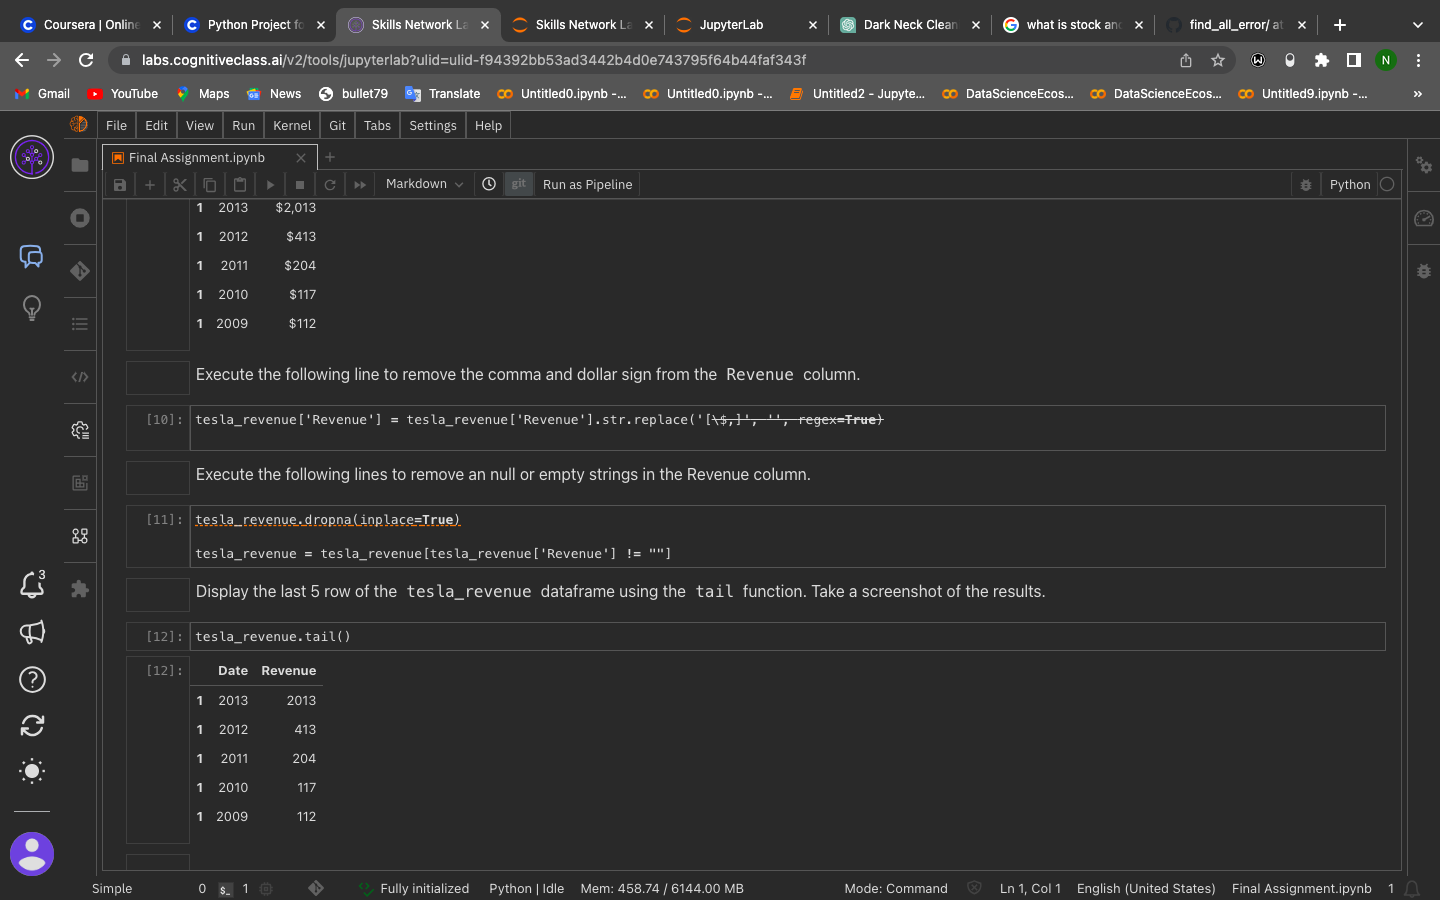 Coursera | Online
Python Project fo
Skills Network La
Skills Network La
JupyterLab
Dark Neck Clean
what is stock and
find_all_error/ at
labs.cognitiveclass.ai/v2/tools/jupyterlab?ulid=ulid-f94392bb53ad3442b4d0e743795f64b44faf343f
N
Gmail
YouTube
Maps
News
bullet79
Translate
Untitled0.ipynb -...
Untitled0.ipynb -...
Untitled2 - Jupyte...
DataScienceEcos...
DataScienceEcos...
Untitled9.ipynb -...
»
File Edit View Run Kernel Git Tabs Settings Help
Final Assignment.ipynb
Markdown
git
Run as Pipeline
Python
1 2013 $2,013
1 2012 $413
1 2011 $204
1 2010 $117
1 2009 $112
Execute the following line to remove the comma and dollar sign from the Revenue column.
[10]: tesla_revenue['Revenue'] = tesla_revenue['Revenue'].str.replace('[\$,]', '', regex=True)
Execute the following lines to remove an null or empty strings in the Revenue column.
[11]: tesla_revenue.dropna(inplace=True)
tesla_revenue = tesla_revenue[tesla_revenue['Revenue'] != ""]
Display the last 5 row of the tesla_revenue dataframe using the tail function. Take a screenshot of the results.
[12]: tesla_revenue.tail()
[12]: Date Revenue
1 2013 2013
1 2012 413
1 2011 204
1 2010 117
1 2009 112
3
Simple 0 $_ 1 Fully initialized Python | Idle Mem: 458.74 / 6144.00 MB Mode: Command Ln 1, Col 1 English (United States) Final Assignment.ipynb 1